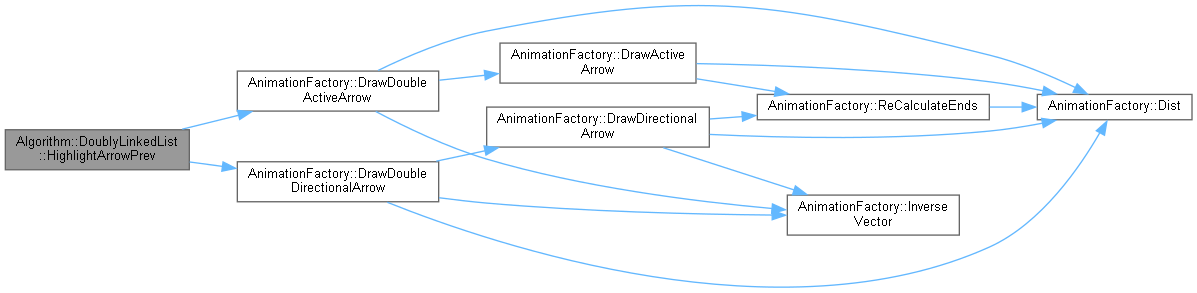 Algorithm::DoublyLinkedList
::HighlightArrowPrev
AnimationFactory::DrawDouble
ActiveArrow
AnimationFactory::DrawDouble
DirectionalArrow
AnimationFactory::DrawActive
Arrow
AnimationFactory::DrawDirectional
Arrow
AnimationFactory::ReCalculateEnds
AnimationFactory::Inverse
Vector
AnimationFactory::Dist